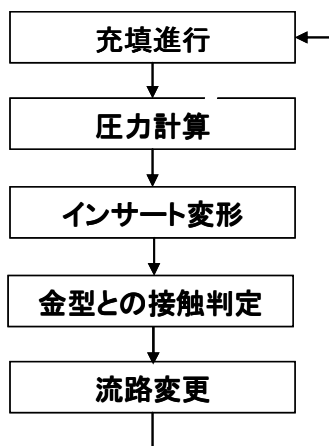 充填進行
圧力計算
インサート変形
金型との接触判定
流路変更